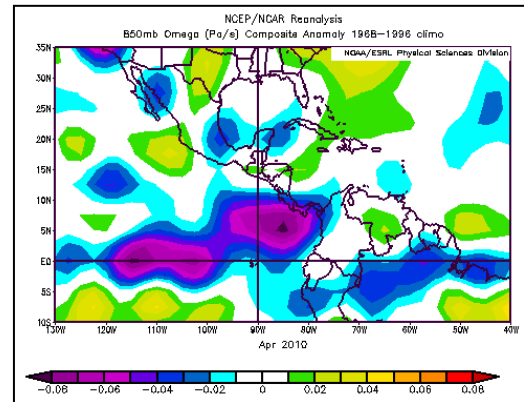 NCEP/NCAR Reanalysis
850mb Omega (Pa/s) Composite Anomaly 1968-1996 climo
NOAA/ESRL Physical Sciences Division
35N
30N
25N
20N
15N
10N
5N
EQ
5S
10S
130W 120W 110W 100W 90W 80W 70W 60W 50W 40W
Apr 2010
-0.08 -0.06 -0.04 -0.02 0 0.02 0.04 0.06 0.08